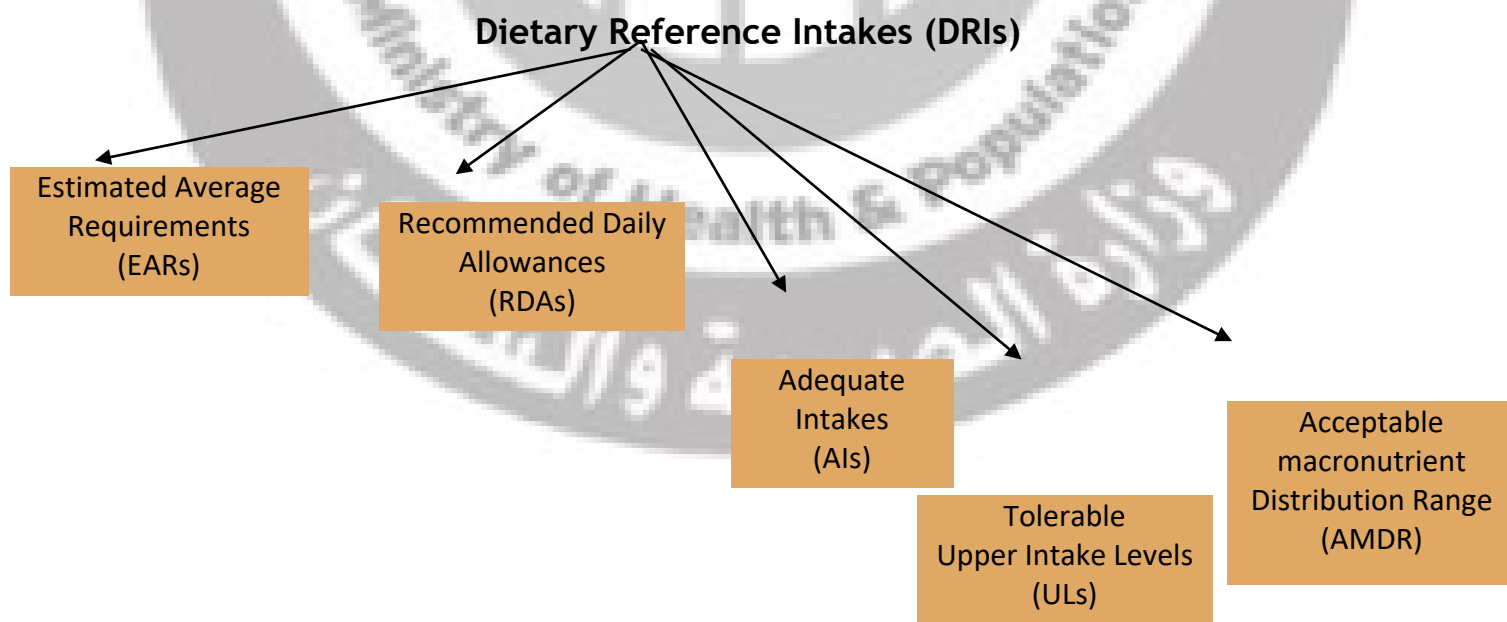 Dietary Reference Intakes (DRIs)
Ministry of Health & Population
Estimated Average
Requirements
(EARs)
Recommended Daily
Allowances
(RDAs)
Adequate
Intakes
(AIs)
Tolerable
Upper Intake Levels
(ULs)
Acceptable
macronutrient
Distribution Range
(AMDR)
وزارة